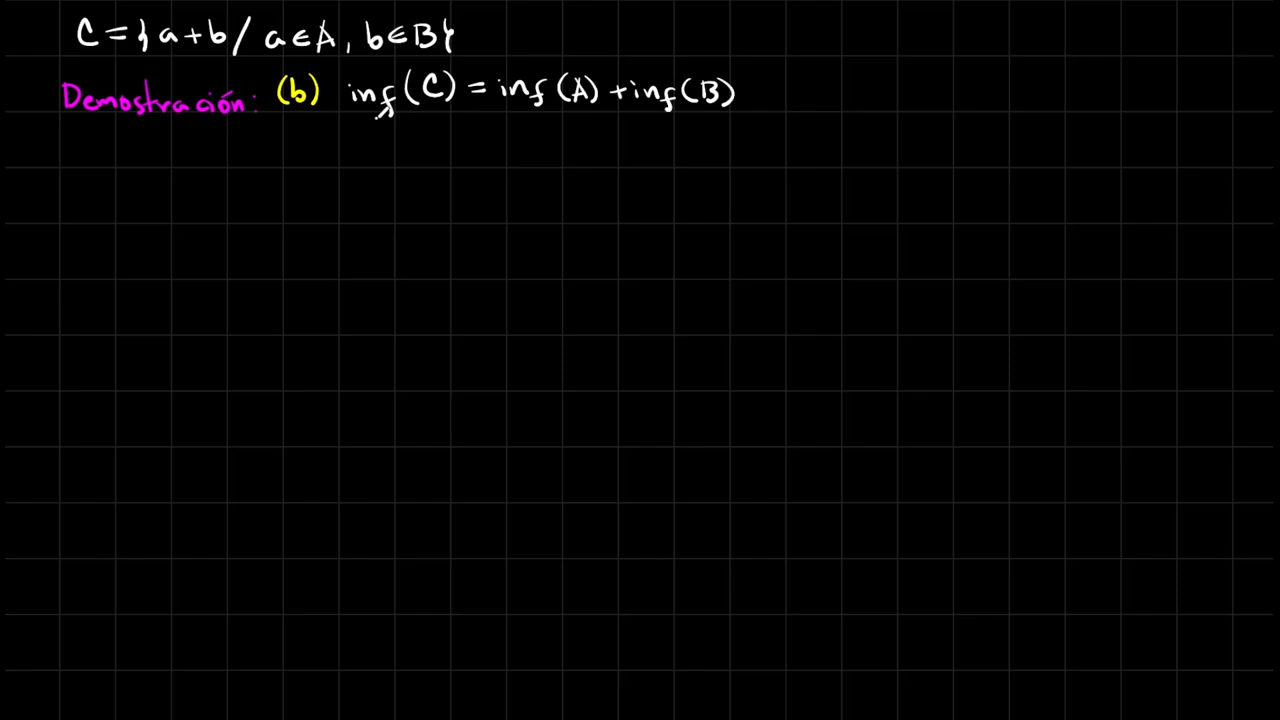 C = { a + b / a ∈ A, b ∈ B }
Demostración: (b) inf(C) = inf(A) + inf(B)